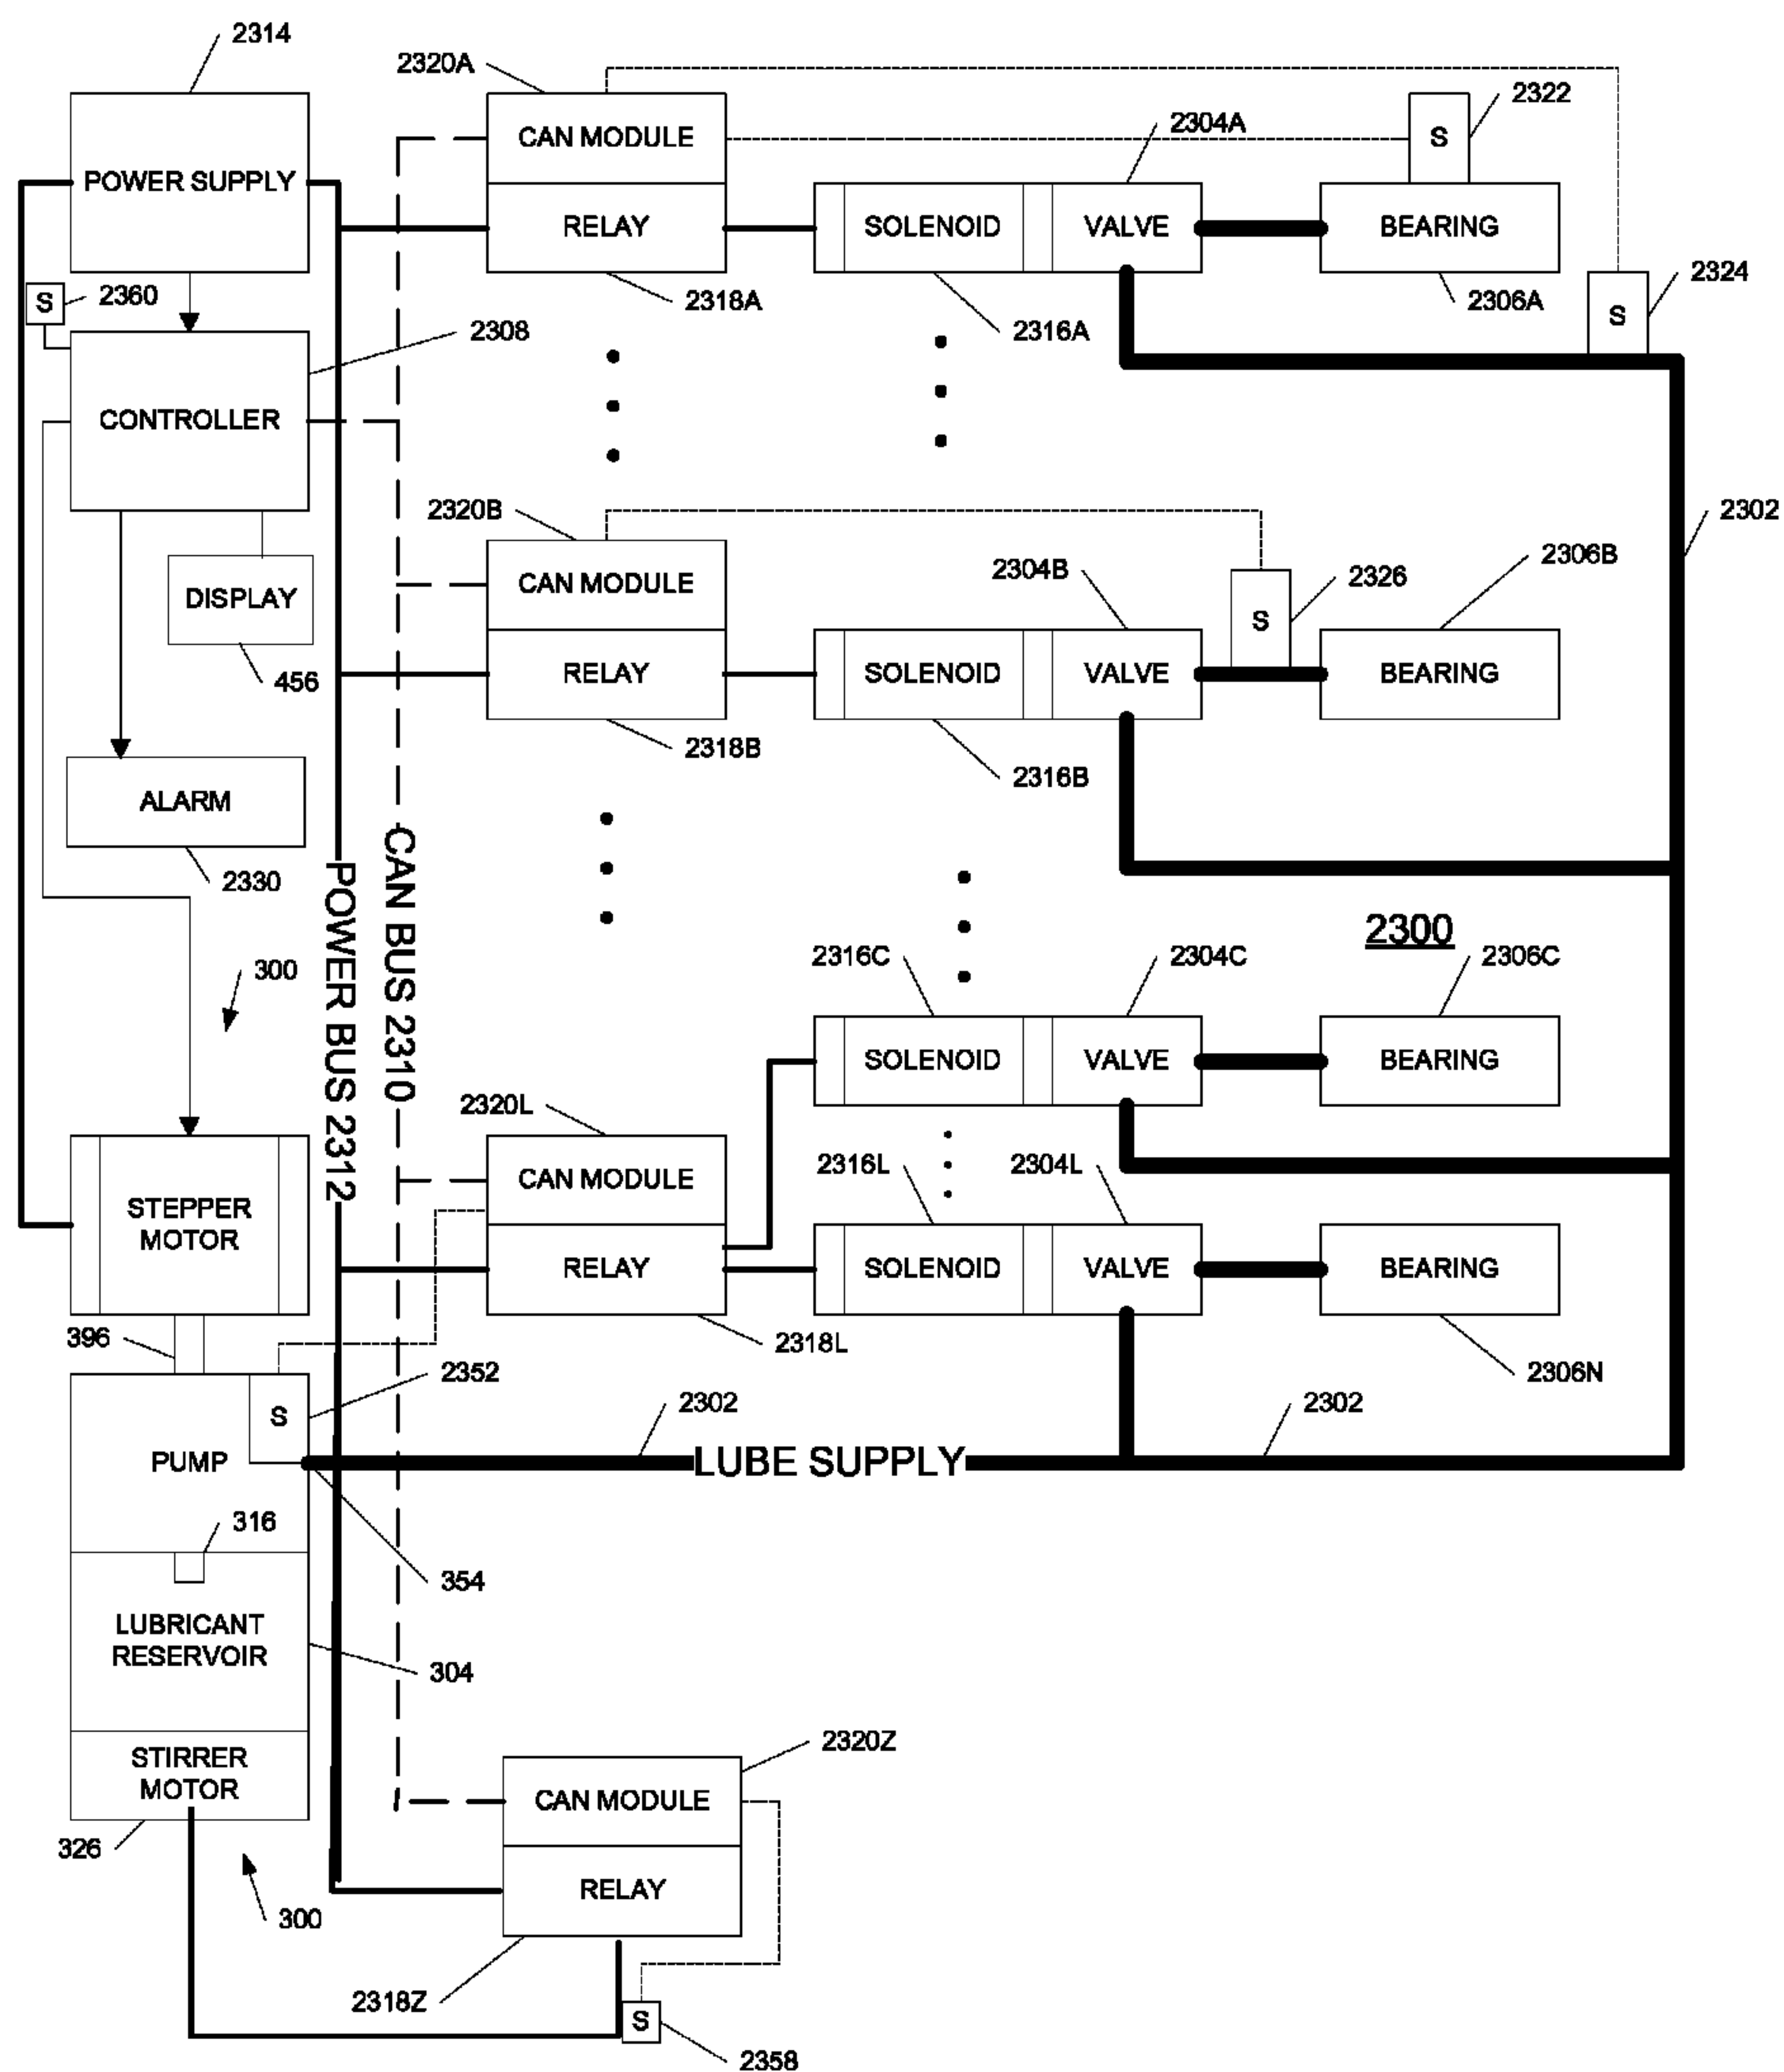 2314
2320A
2322
POWER SUPPLY
CAN MODULE
2304A
S
RELAY
SOLENOID
VALVE
BEARING
2324
S
2360
2318A
2316A
2306A
S
2308
CONTROLLER
2320B
2302
CAN MODULE
2304B
2326
2306B
DISPLAY
S
456
RELAY
SOLENOID
VALVE
BEARING
2318B
2316B
ALARM
2330
POWER BUS 2312
CAN BUS 2310
2300
300
2316C
2304C
2306C
SOLENOID
VALVE
BEARING
2320L
2316L
2304L
CAN MODULE
STEPPER
MOTOR
RELAY
SOLENOID
VALVE
BEARING
396
2318L
2306N
2352
S
2302
2302
PUMP
LUBE SUPPLY
316
354
LUBRICANT
RESERVOIR
304
STIRRER
MOTOR
2320Z
CAN MODULE
326
RELAY
300
2318Z
S
2358